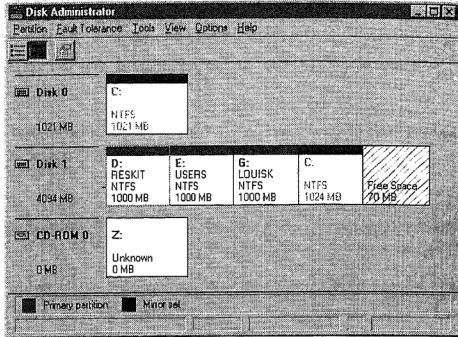 Disk Administrator
Partition Fault Tolerance Tools View Options Help
Disk 0
1021 MB
C:
NTFS
1021 MB
Disk 1
4094 MB
D:
RESKIT
NTFS
1000 MB
E:
USERS
NTFS
1000 MB
G:
LOUISK
NTFS
1000 MB
C:
NTFS
1024 MB
Free Space
70 MB
CD-ROM 0
0 MB
Z:
Unknown
0 MB
Primary partition
Mirror set